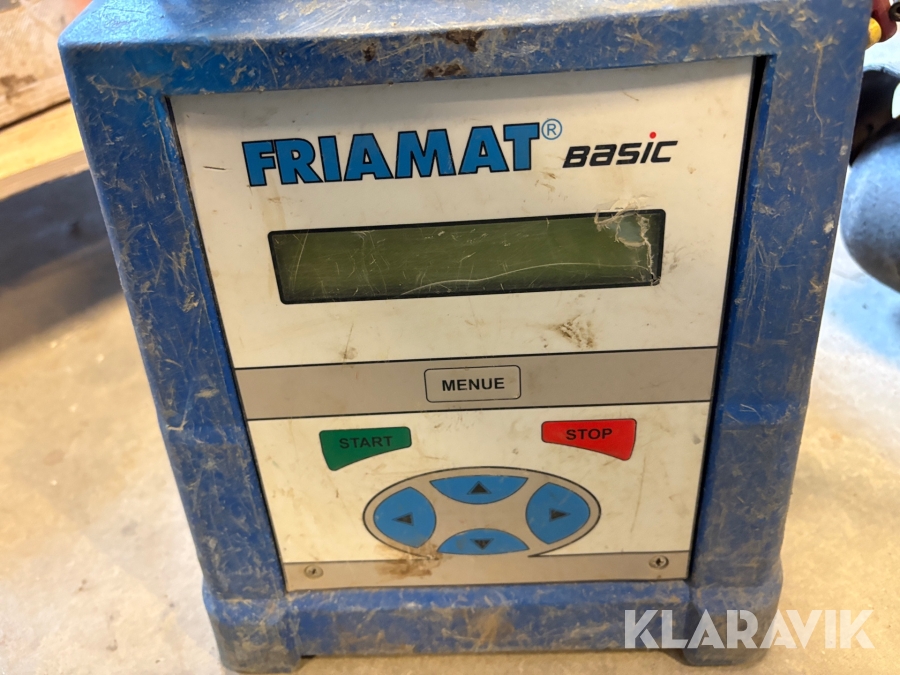 FRIAMAT® BASIC
MENUE
START STOP
KLARAVIK